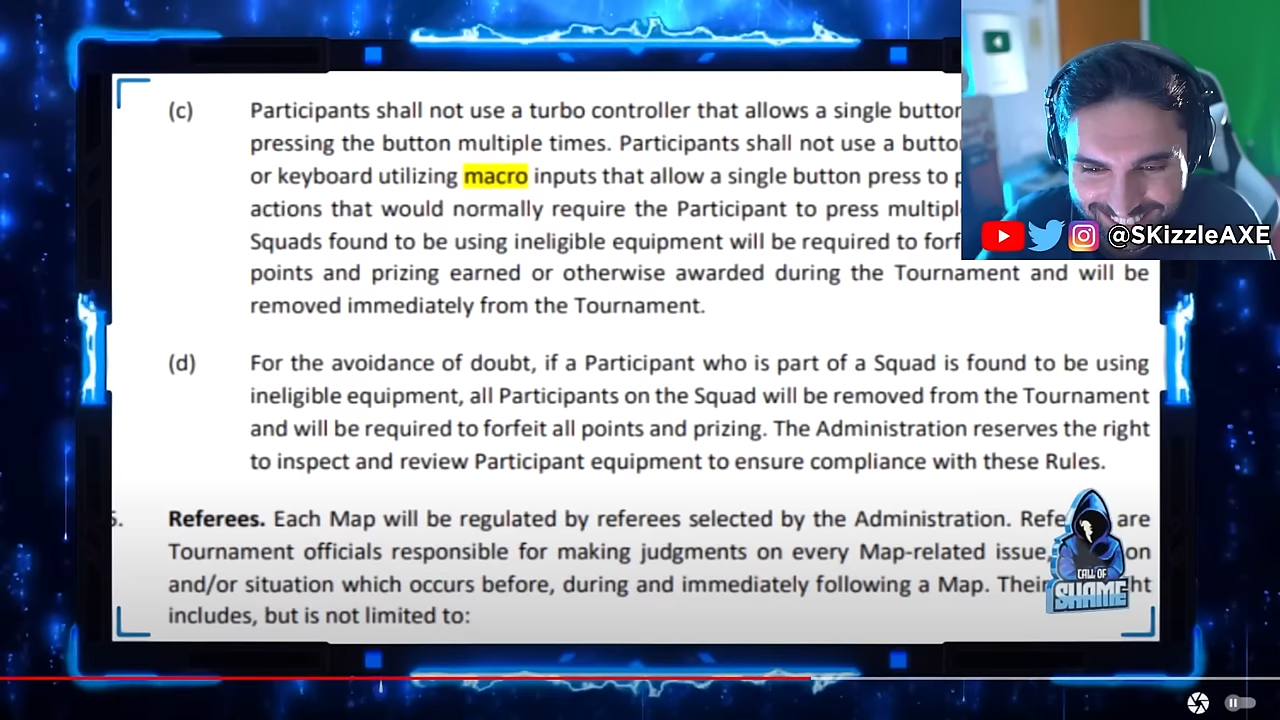 (c) Participants shall not use a turbo controller that allows a single button
pressing the button multiple times. Participants shall not use a
or keyboard utilizing macro inputs that allow a single button press to
actions that would normally require the Participant to press
Squads found to be using ineligible equipment will be required to
points and prizing earned or otherwise awarded during the Tournament and will be
removed immediately from the Tournament.
(d) For the avoidance of doubt, if a Participant who is part of a Squad is found to be using
ineligible equipment, all Participants on the Squad will be removed from the Tournament
and will be required to forfeit all points and prizing. The Administration reserves the right
to inspect and review Participant equipment to ensure compliance with these Rules.
Referees. Each Map will be regulated by referees selected by the Administration. are
Tournament officials responsible for making judgments on every Map-related issue,
and/or situation which occurs before, during and immediately following a Map.
includes, but is not limited to:
@SKizzleAXE
CALL OF
SHAME